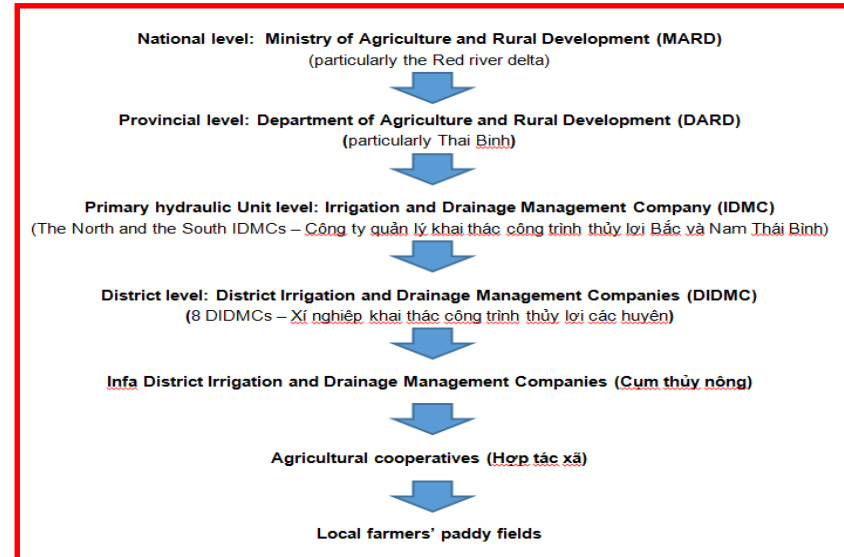 National level: Ministry of Agriculture and Rural Development (MARD)
(particularly the Red river delta)
Provincial level: Department of Agriculture and Rural Development (DARD)
(particularly Thai Binh)
Primary hydraulic Unit level: Irrigation and Drainage Management Company (IDMC)
(The North and the South IDMCs – Công ty quản lý khai thác công trình thủy lợi Bắc và Nam Thái Bình)
District level: District Irrigation and Drainage Management Companies (DIDMC)
(8 DIDMCs – Xí nghiệp khai thác công trình thủy lợi các huyện)
Infa District Irrigation and Drainage Management Companies (Cụm thủy nông)
Agricultural cooperatives (Hợp tác xã)
Local farmers’ paddy fields